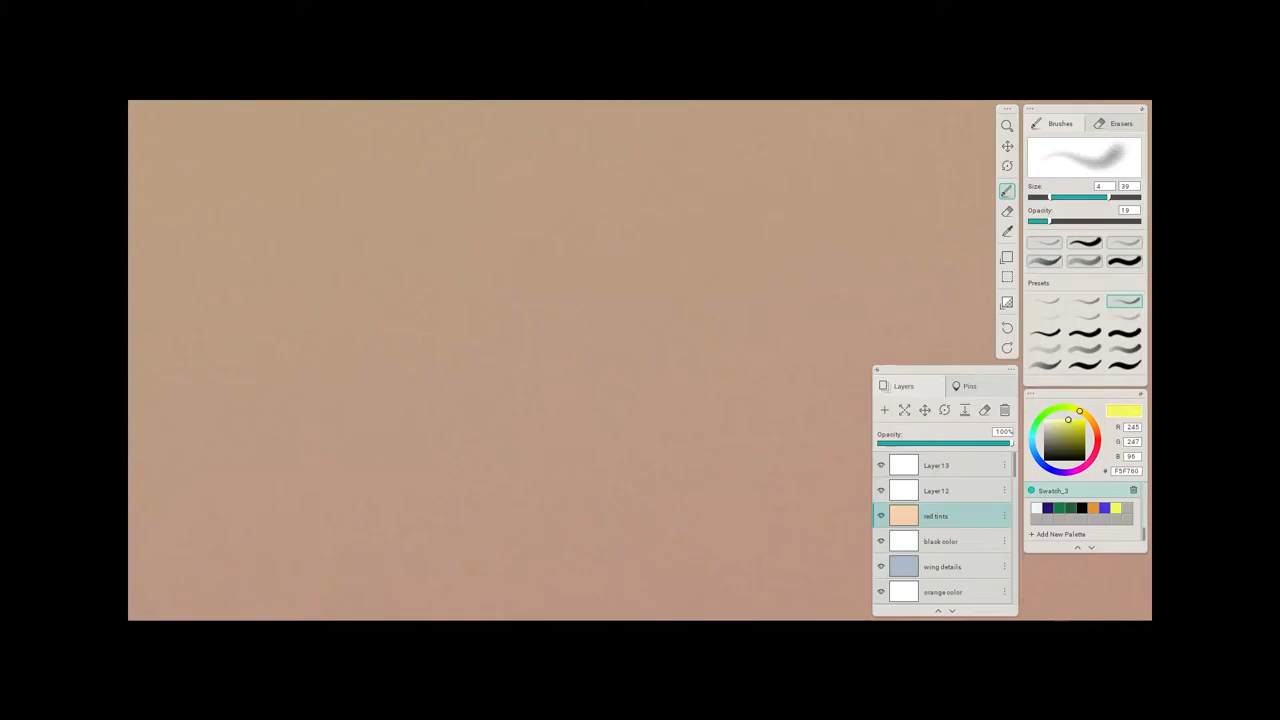 Brushes Erasers
Size: 4 39
Opacity: 19
Presets
Layers Pins
Opacity: 100%
Layer 13
Layer 12
red tints
black color
wing details
orange color
R 245
G 247
B 96
# F5F760
Swatch_3
+ Add New Palette